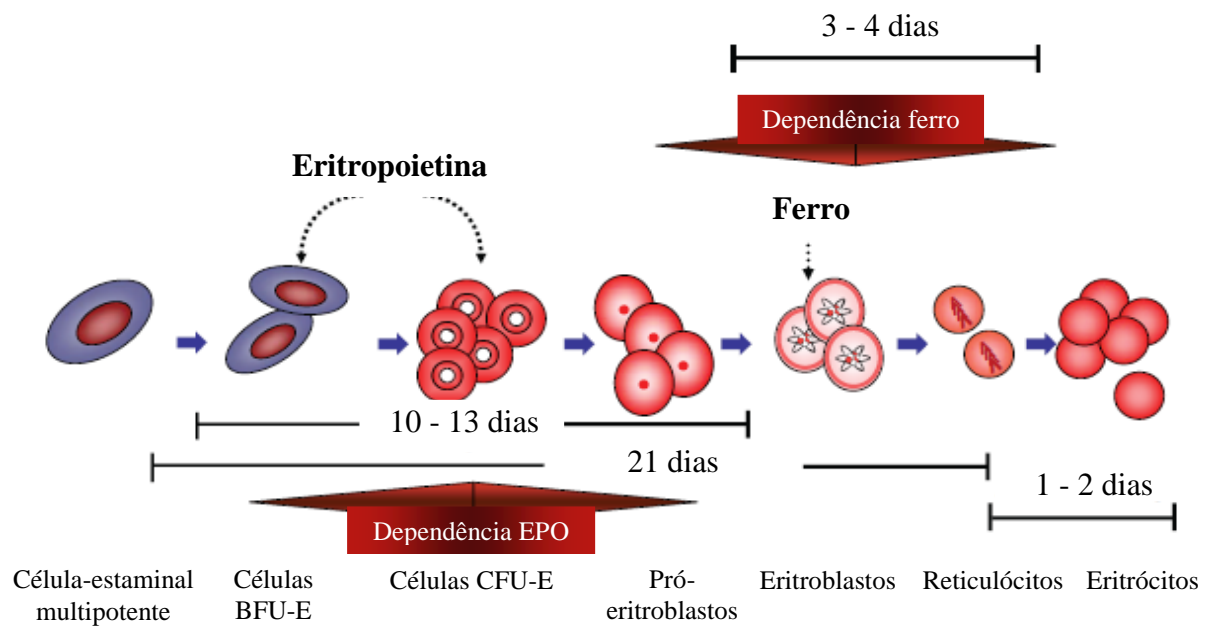 3 - 4 dias
Dependência ferro
Eritropoietina
Ferro
10 - 13 dias
21 dias
1 - 2 dias
Dependência EPO
Célula-estaminal
multipotente
Células
BFU-E
Células CFU-E
Pró-
eritroblastos
Eritroblastos
Reticulócitos
Eritrócitos